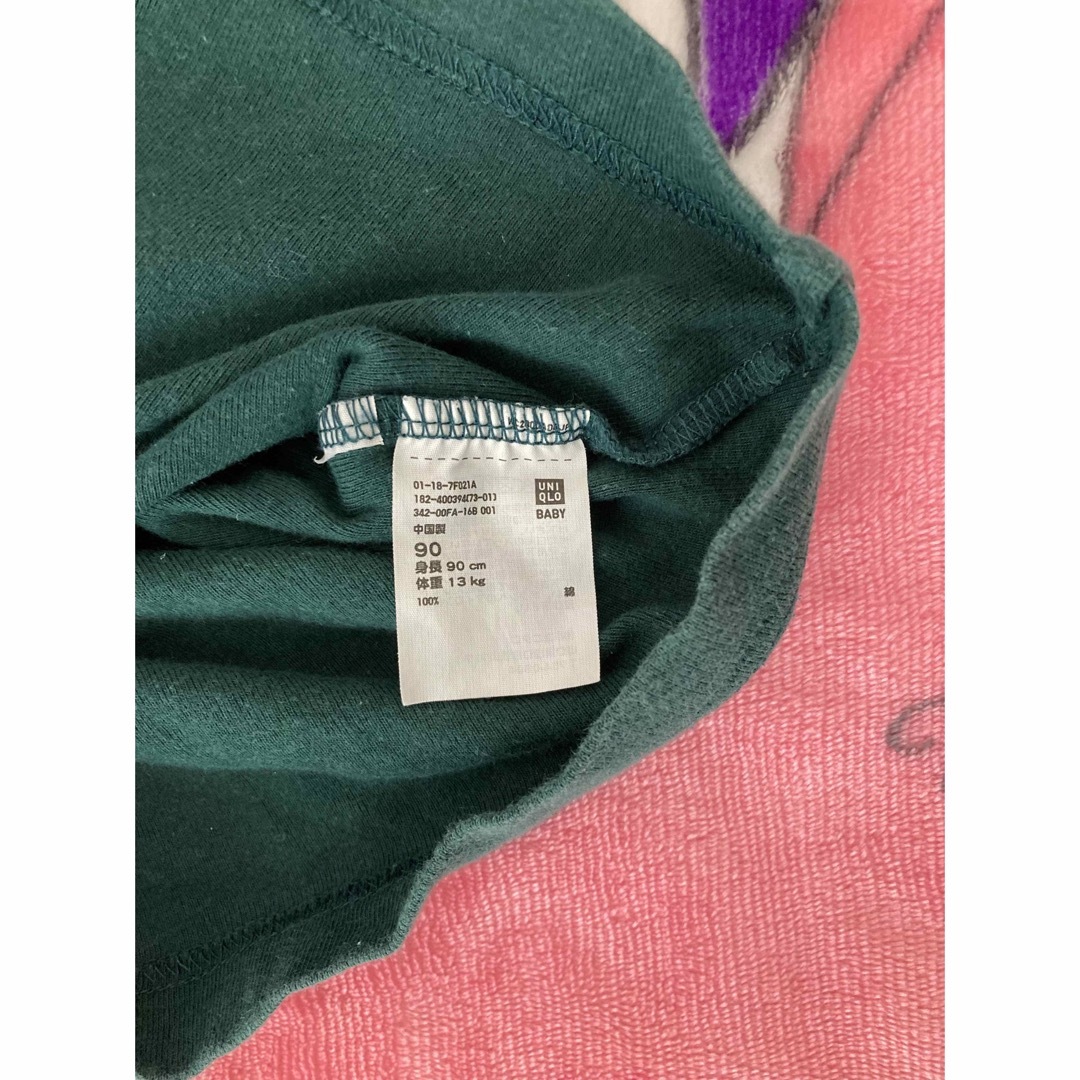 01-18-7F021A
182-400394(73-01)
342-00FA-16B 001
中国製
90
身長 90 cm
体重 13 kg
100% 綿
UNI
QLO
BABY